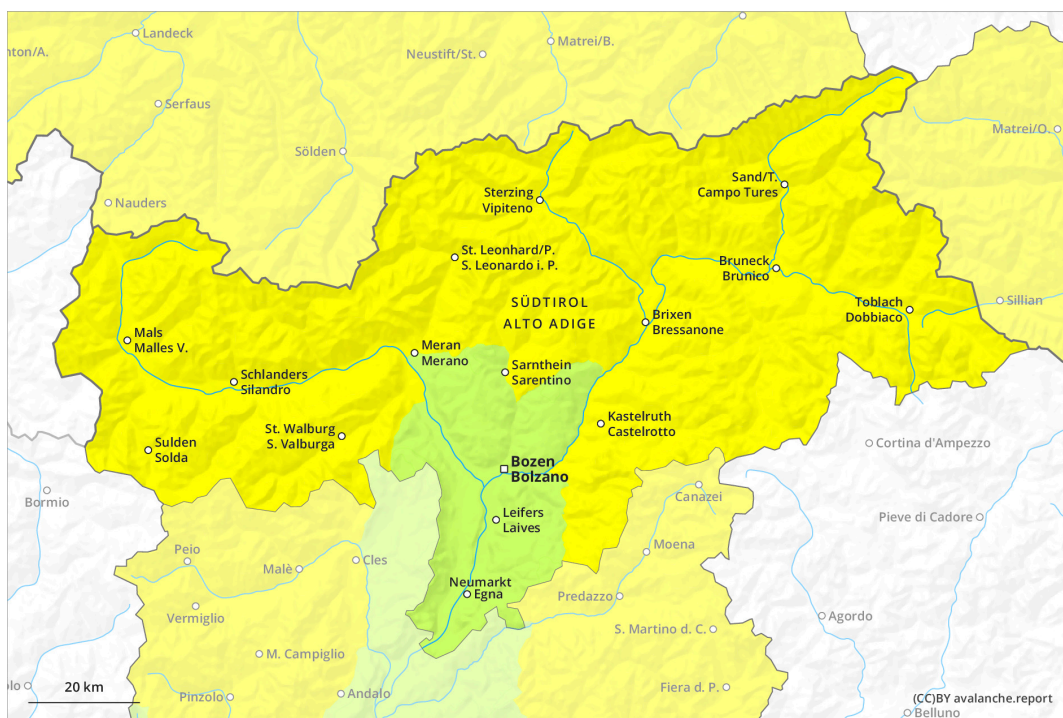 Landeck
nton/A.
Neustift/St.
Matrei/B.
Serfaus
Matrei/O.
Sölden
Nauders
Sand/T.
Campo Tures
Sterzing
Vipiteno
St. Leonhard/P.
S. Leonardo i. P.
Bruneck
Brunico
SÜDTIROL
ALTO ADIGE
Toblach
Dobbiaco
Sillian
Brixen
Bressanone
Mals
Malles V.
Meran
Merano
Sarnthein
Sarentino
Schlanders
Silandro
Kastelruth
Castelrotto
St. Walburg
S. Valburga
Sulden
Solda
Cortina d'Ampezzo
Bozen
Bolzano
Bormio
Canazei
Leifers
Laives
Pieve di Cadore
Peio
Moena
Cles
Malè
Neumarkt
Egna
Predazzo
Vermiglio
Agordo
S. Martino d. C.
M. Campiglio
20 km
olo
Pinzolo
Andalo
Fiera d. P.
(CC)BY avalanche.report
Belluno